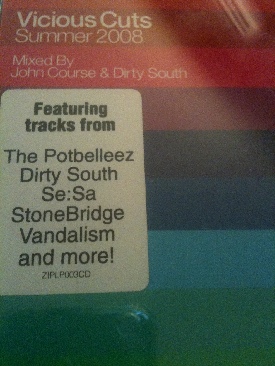 Vicious Cuts
Summer 2008
Mixed By
John Course & Dirty South
Featuring
tracks from
The Potbelleez
Dirty South
Se:Sa
StoneBridge
Vandalism
and more!
ZIPLP003CD